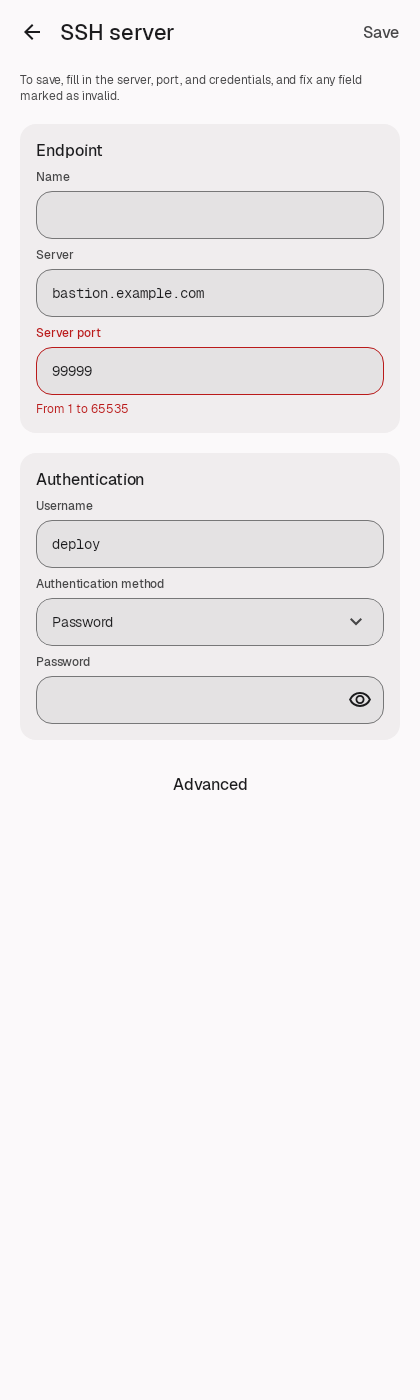 SSH server
Save
To save, fill in the server, port, and credentials, and fix any field
marked as invalid.
Endpoint
Name
Server
bastion.example.com
Server port
99999
From 1 to 65535
Authentication
Username
deploy
Authentication method
Password
Password
Advanced